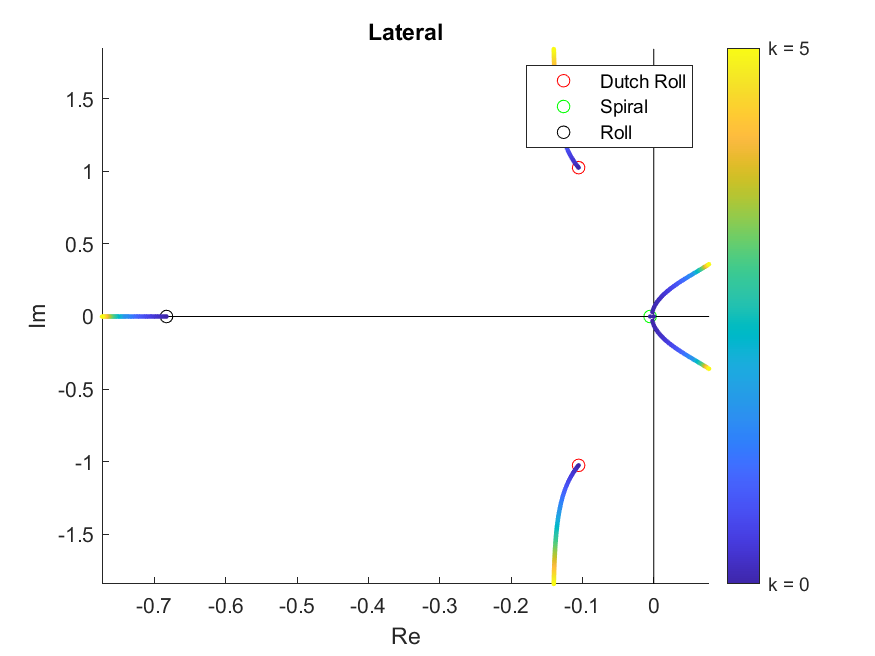 Lateral
k = 5
1.5
1
0.5
0
-0.5
-1
-1.5
Im
Dutch Roll
Spiral
Roll
-0.7 -0.6 -0.5 -0.4 -0.3 -0.2 -0.1 0
Re
k = 0